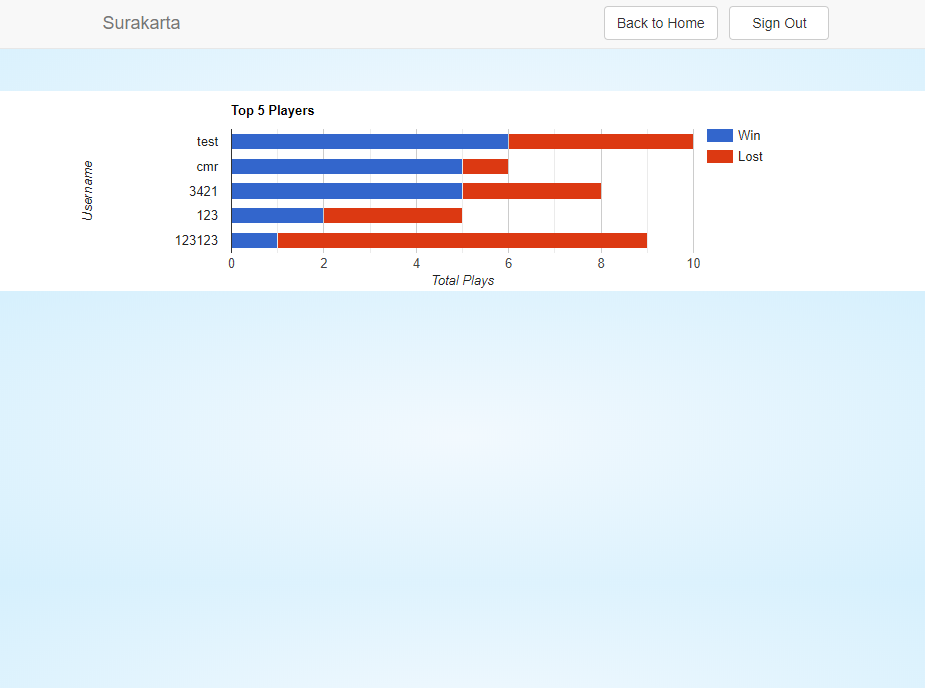 Surakarta
Back to Home
Sign Out
Top 5 Players
Win
Lost
Username
test
cmr
3421
123
123123
0 2 4 6 8 10
Total Plays